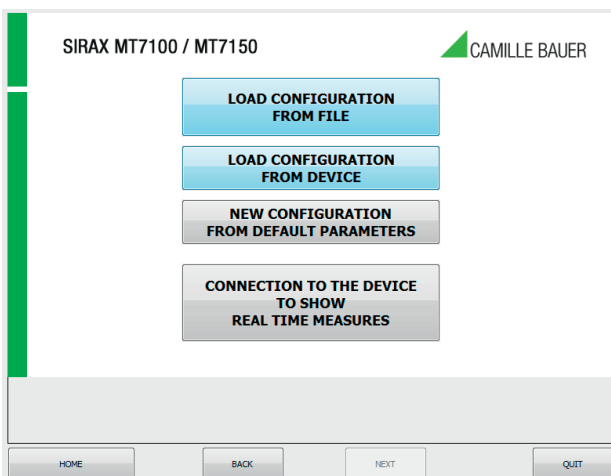 SIRAX MT7100 / MT7150
CAMILLE BAUER
LOAD CONFIGURATION
FROM FILE
LOAD CONFIGURATION
FROM DEVICE
NEW CONFIGURATION
FROM DEFAULT PARAMETERS
CONNECTION TO THE DEVICE
TO SHOW
REAL TIME MEASURES
HOME
BACK
NEXT
QUIT